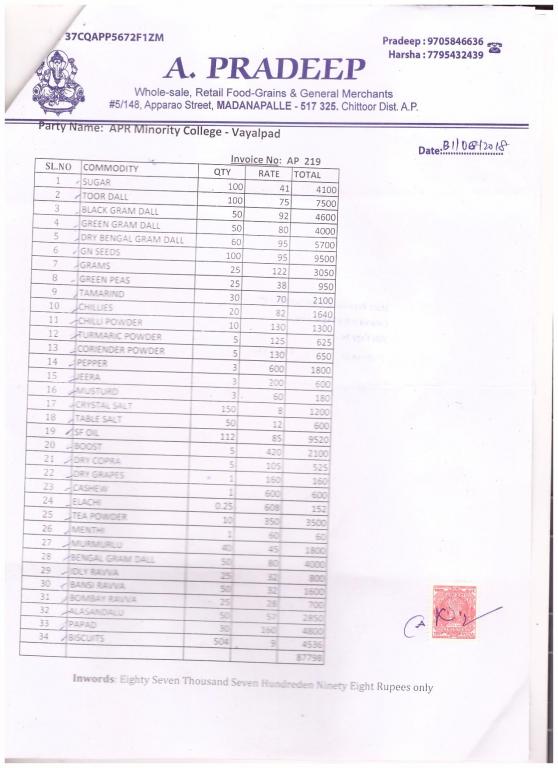 37CQAPP5672F1ZM
Pradeep : 9705846636
Harsha : 7795432439
A. PRADEEP
Whole-sale, Retail Food-Grains & General Merchants
#5/148, Apparao Street, MADANAPALLE - 517 325. Chittoor Dist. A.P.
Party Name: APR Minority College - Vayalpad
Date: 31/08/2018
Invoice No: AP 219
SL.NO COMMODITY QTY RATE TOTAL
1 SUGAR 100 41 4100
2 TOOR DALL 100 75 7500
3 BLACK GRAM DALL 50 92 4600
4 GREEN GRAM DALL 50 80 4000
5 DRY BENGAL GRAM DALL 60 95 5700
6 GN SEEDS 100 95 9500
7 GRAMS 25 122 3050
8 GREEN PEAS 25 38 950
9 TAMARIND 30 70 2100
10 CHILLIES 20 82 1640
11 CHILLI POWDER 10 130 1300
12 TURMARIC POWDER 5 125 625
13 CORIENDER POWDER 5 130 650
14 PEPPER 3 600 1800
15 JEERA 3 200 600
16 MUSTURD 3 60 180
17 CRYSTAL SALT 150 8 1200
18 TABLE SALT 50 12 600
19 SF OIL 112 85 9520
20 BOOST 5 420 2100
21 DRY COPRA 5 105 525
22 DRY GRAPES 1 160 160
23 CASHEW 1 600 600
24 ELACHI 0.25 608 152
25 TEA POWDER 10 350 3500
26 MENTHI 1 60 60
27 MURMURLU 40 45 1800
28 BENGAL GRAM DALL 50 80 4000
29 IDLY RAVVA 25 32 800
30 BANSI RAVVA 50 32 1600
31 BOMBAY RAVVA 25 28 700
32 ALASANDALU 50 57 2850
33 PAPAD 30 160 4800
34 BISCUITS 504 9 4536
87798
Inwords: Eighty Seven Thousand Seven Hundreden Ninety Eight Rupees only